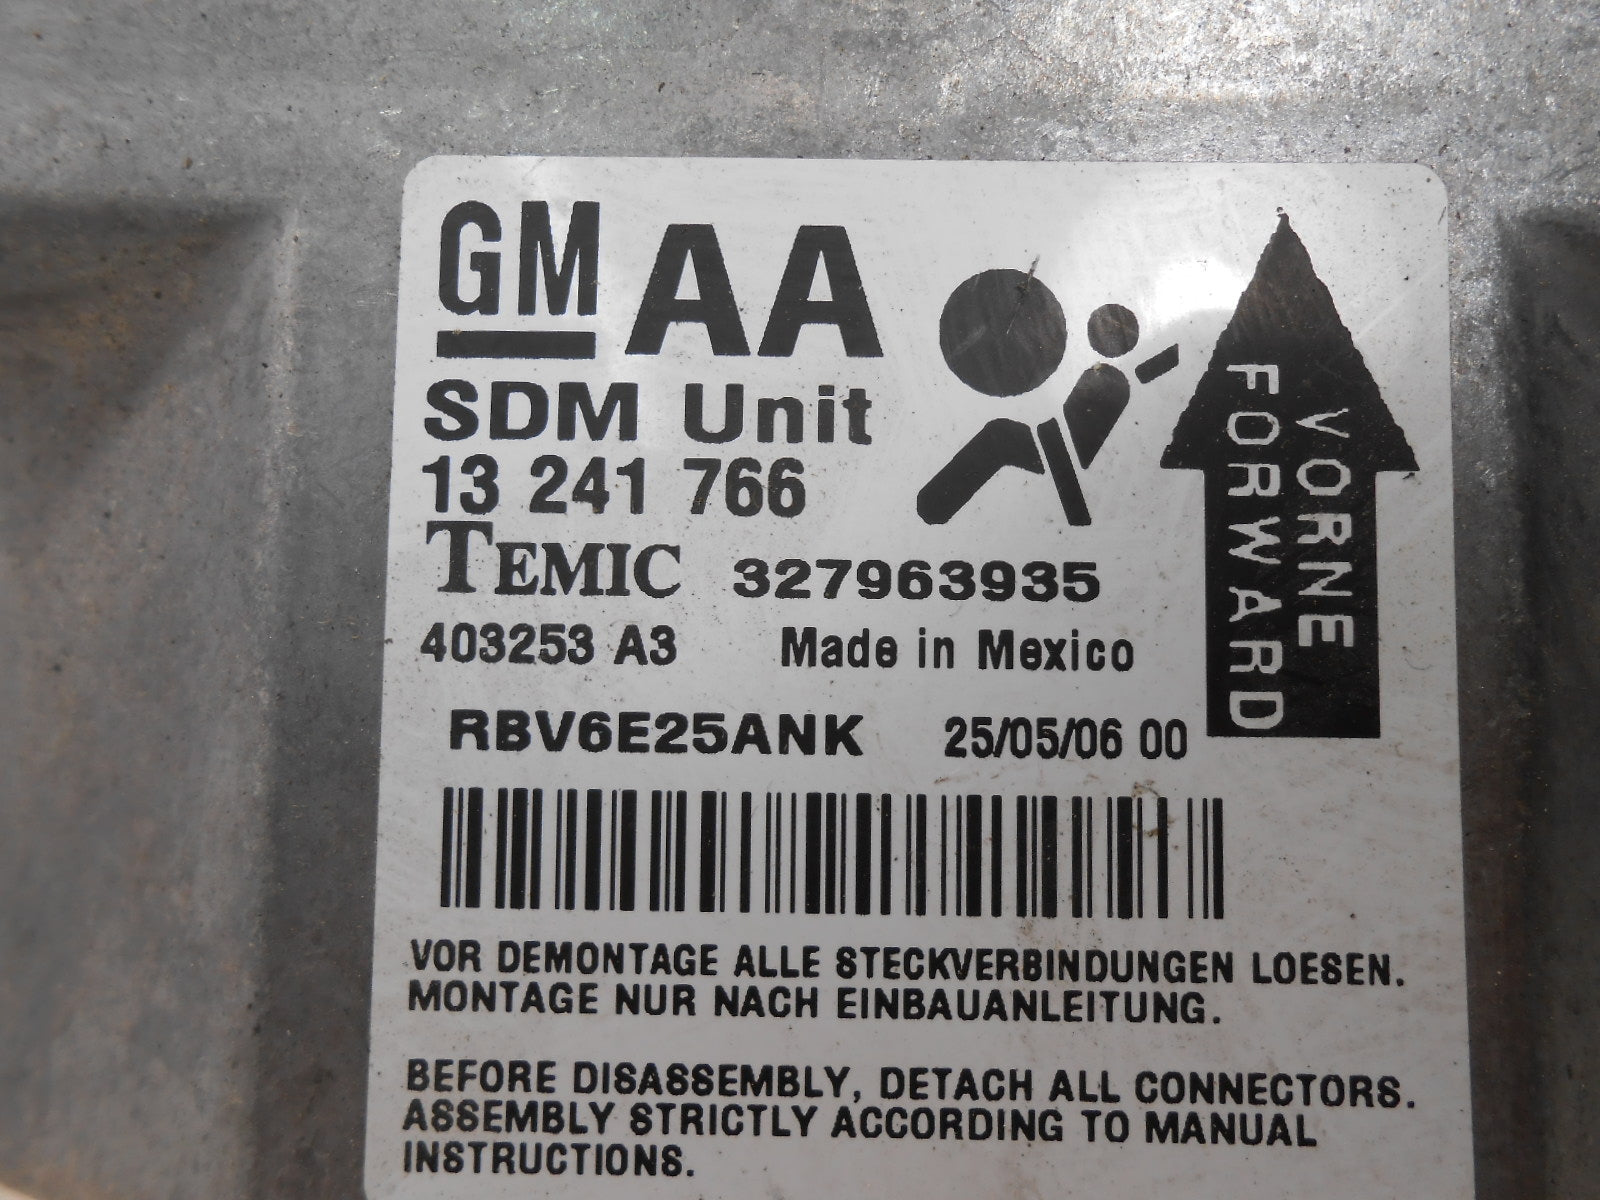 GM AA
SDM Unit
13 241 766
TEMIC 327963935
403253 A3 Made in Mexico
RBV6E25ANK 25/05/06 00
VORNE
FORWARD
VOR DEMONTAGE ALLE STECKVERBINDUNGEN LOESEN.
MONTAGE NUR NACH EINBAUANLEITUNG.
BEFORE DISASSEMBLY, DETACH ALL CONNECTORS.
ASSEMBLY STRICTLY ACCORDING TO MANUAL
INSTRUCTIONS.